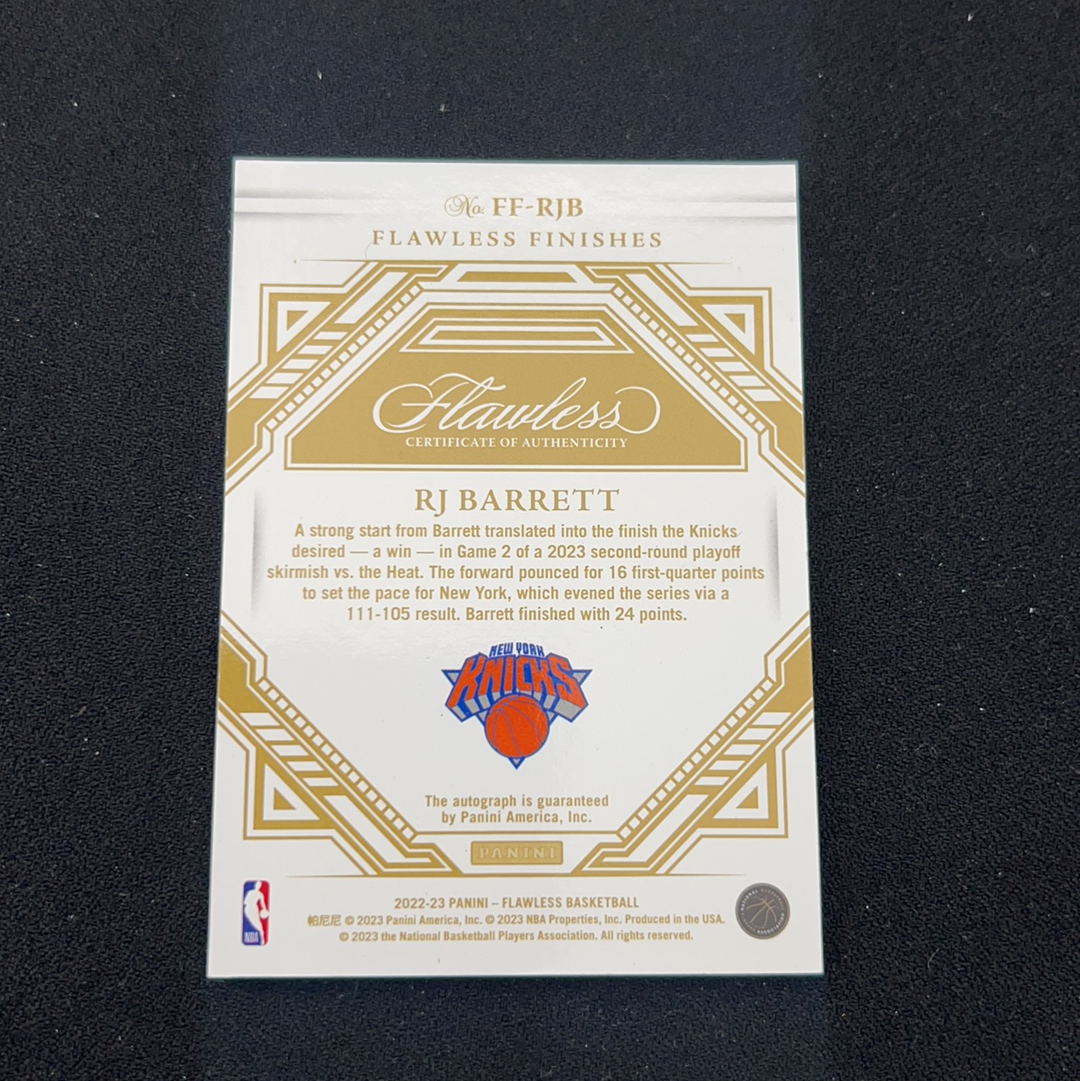 No. FF-RJB
FLAWLESS FINISHES
Flawless
CERTIFICATE OF AUTHENTICITY
RJ BARRETT
A strong start from Barrett translated into the finish the Knicks
desired — a win — in Game 2 of a 2023 second-round playoff
skirmish vs. the Heat. The forward pounced for 16 first-quarter points
to set the pace for New York, which evened the series via a
111-105 result. Barrett finished with 24 points.
NEW YORK
KNICKS
The autograph is guaranteed
by Panini America, Inc.
PANINI
2022-23 PANINI – FLAWLESS BASKETBALL
帕尼尼 © 2023 Panini America, Inc. © 2023 NBA Properties, Inc. Produced in the USA.
© 2023 the National Basketball Players Association. All rights reserved.
NBA